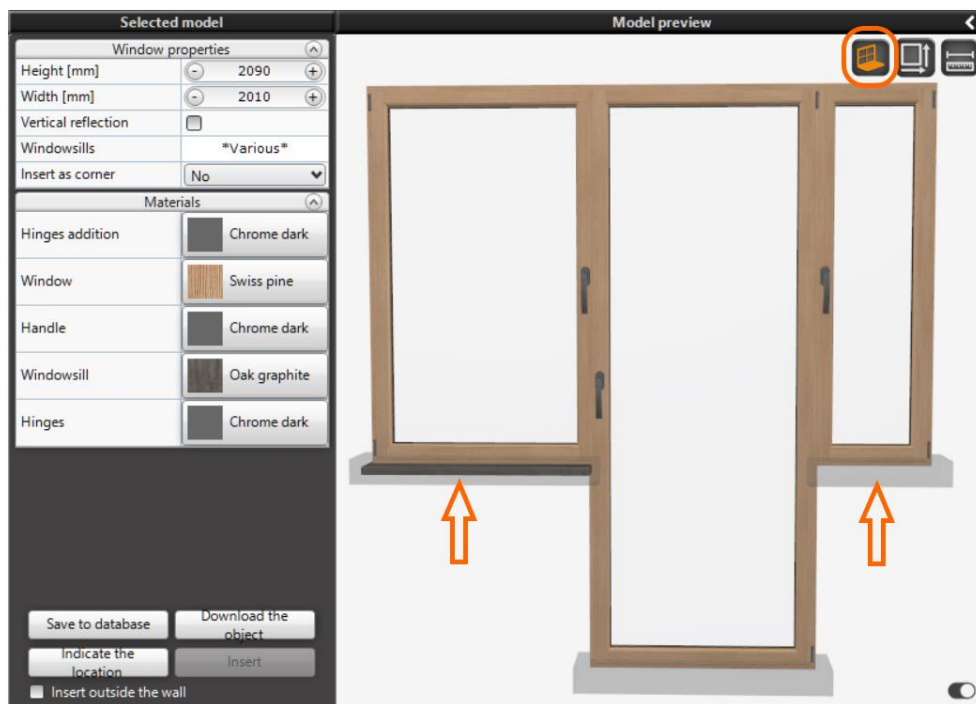 Selected model
Model preview
Window properties
Height [mm] - 2090 +
Width [mm] - 2010 +
Vertical reflection
Windowsills *Various*
Insert as corner No
Materials
Hinges addition Chrome dark
Window Swiss pine
Handle Chrome dark
Windowsill Oak graphite
Hinges Chrome dark
Save to database
Download the
object
Indicate the
location
Insert
Insert outside the wall